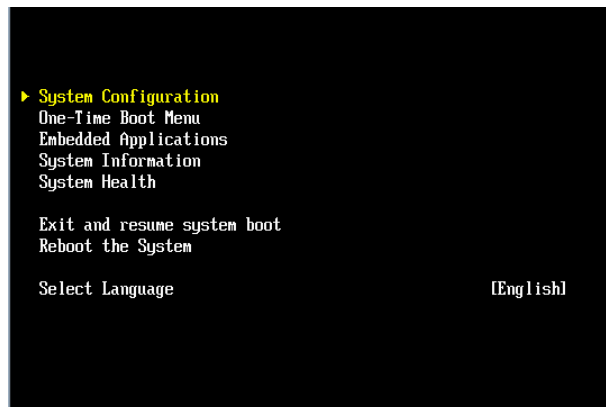 System Configuration
One-Time Boot Menu
Embedded Applications
System Information
System Health
Exit and resume system boot
Reboot the System
Select Language [English]